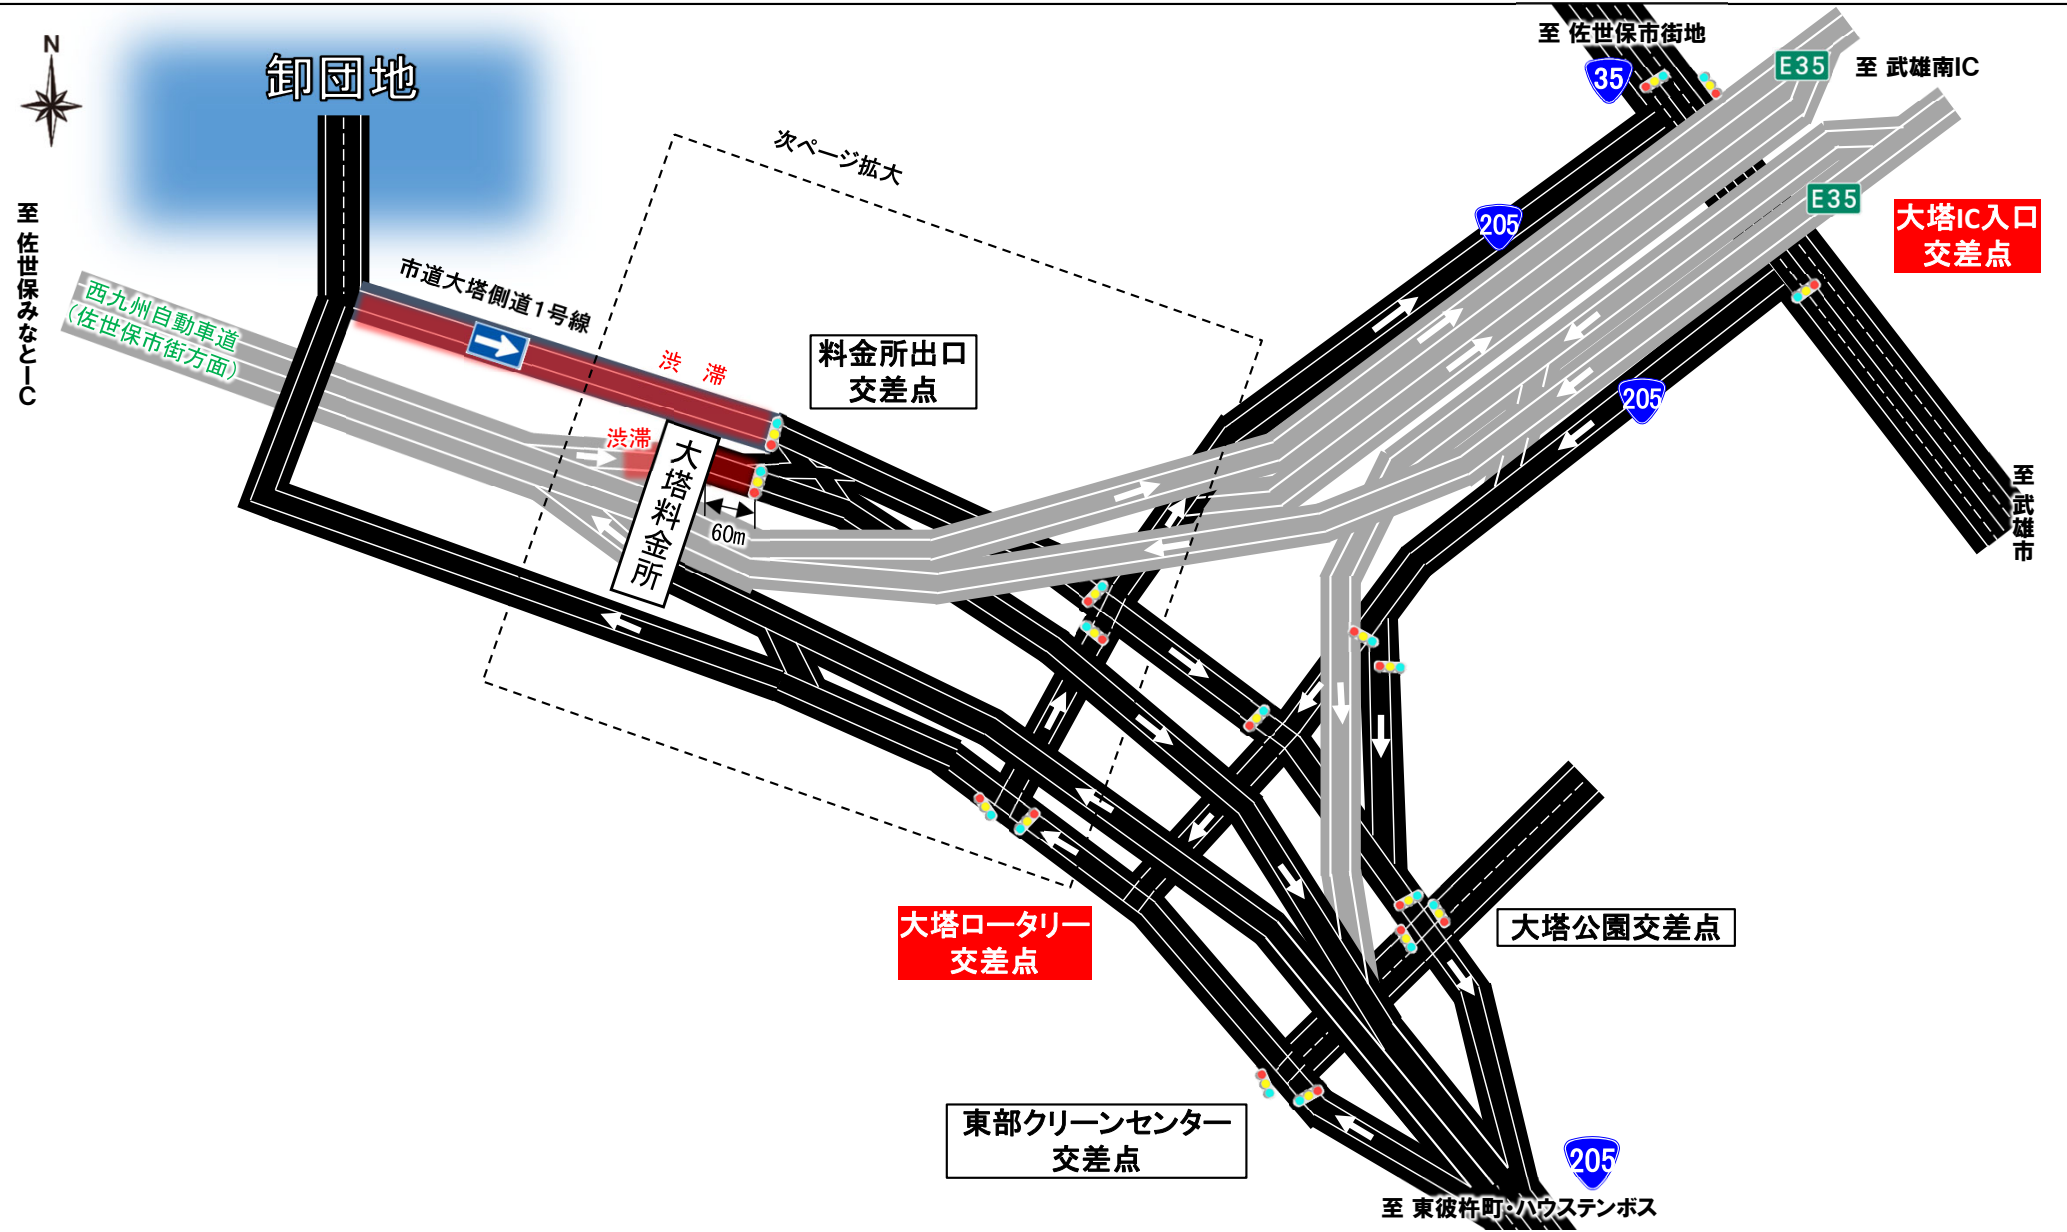 N
卸団地
至 佐世保みなとIC
西九州自動車道
(佐世保市街方面)
市道大塔側道1号線
次ページ拡大
渋 滞
渋滞
料金所出口
交差点
大塔料金所
60m
至 佐世保市街地
35
E35
至 武雄南IC
E35
205
大塔IC入口
交差点
205
至 武雄市
大塔ロータリー
交差点
大塔公園交差点
東部クリーンセンター
交差点
205
至 東彼杵町・ハウステンボス